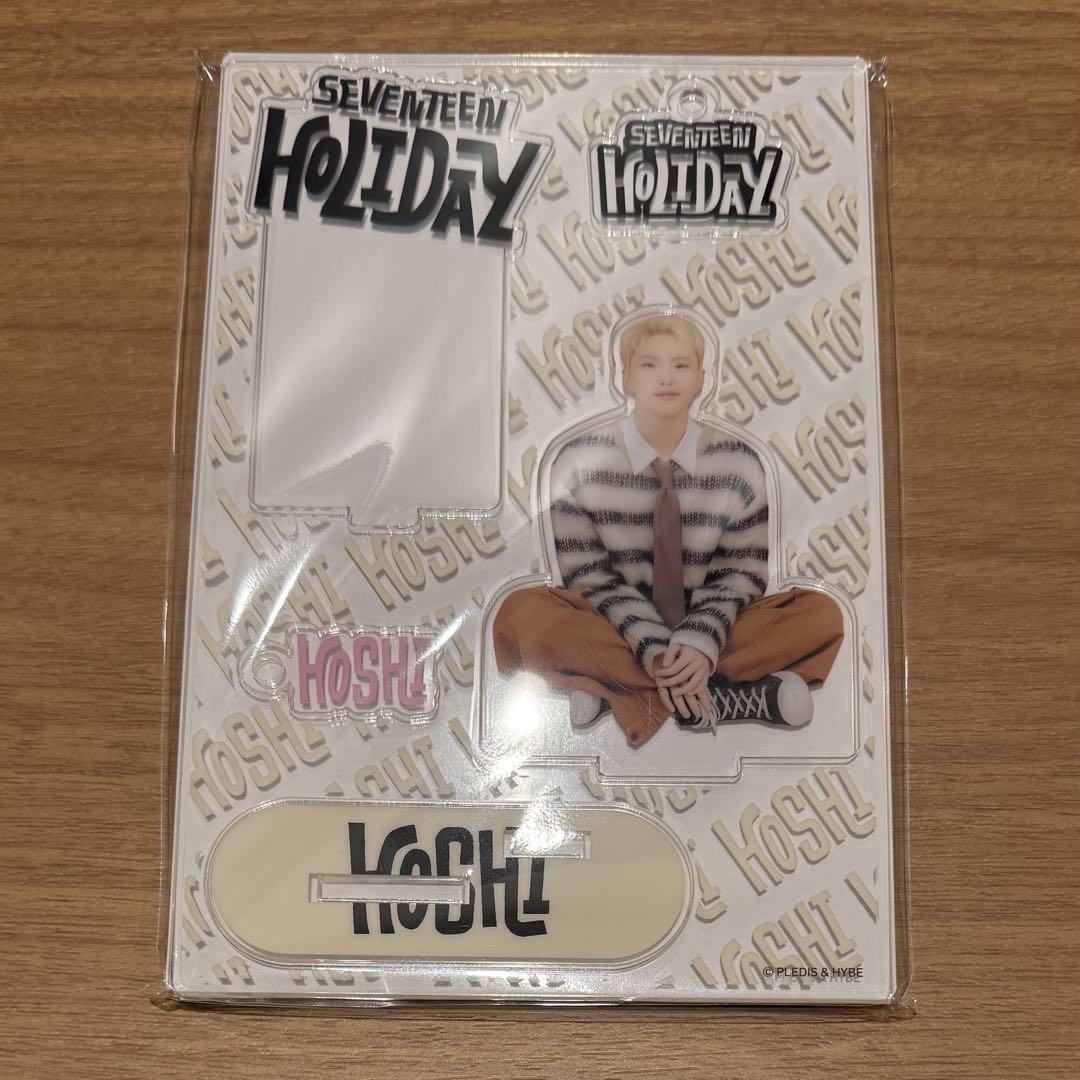 SEVENTEEN
HOLIDAY
SEVENTEEN
HOLIDAY
HOSHI
HOSHI
© PLEDIS & HYBE